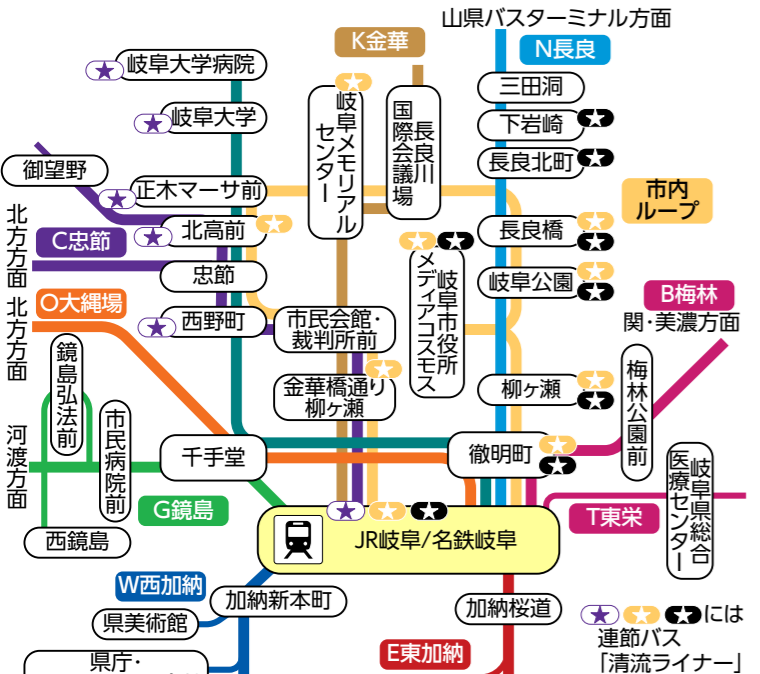 山県バスターミナル方面
K金華
N長良
岐阜大学病院
三田洞
岐阜大学
下岩崎
岐阜メモリアル
センター
長良川
国際会議場
長良北町
御望野
正木マーサ前
市内
ループ
北方方面
C忠節
北高前
長良橋
忠節
岐阜市役所
メディアコスモス
岐阜公園
B梅林
関・美濃方面
O大縄場
北方方面
西野町
市民会館・
裁判所前
鏡島弘法前
梅林公園前
金華橋通り
柳ヶ瀬
柳ヶ瀬
市民病院前
河渡方面
千手堂
徹明町
岐阜県総合
医療センター
G鏡島
T東栄
西鏡島
JR岐阜/名鉄岐阜
W西加納
加納新本町
加納桜道
県美術館
には
連節バス
「清流ライナー」
E東加納
県庁・